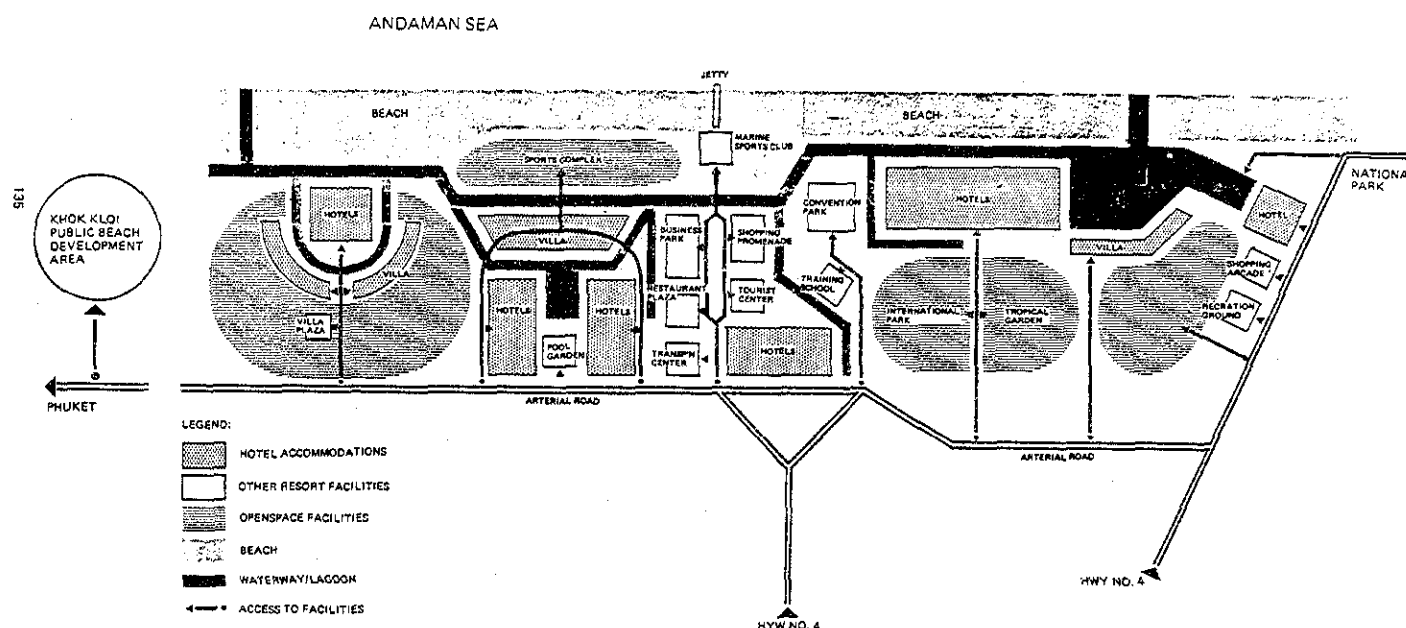 ANDAMAN SEA
JETTY
BEACH
BEACH
MARINE
SPORTS CLUB
SPORTS COMPLEX
NATIONAL
PARK
135
KHOK KLOI
PUBLIC BEACH
DEVELOPMENT
AREA
HOTELS
VILLA
VILLA
PLAZA
VILLA
HOTELS
HOTELS
POOL
GARDEN
BUSINESS
PARK
SHOPPING
PROMENADE
RESTAURANT
PLAZA
TOURIST
CENTER
TRANSP'N
CENTER
HOTELS
CONVENTION
PARK
TRAINING
SCHOOL
HOTELS
VILLA
INTERNATIONAL
PARK
TROPICAL
GARDEN
HOTEL
SHOPPING
ARCADE
RECRATION
GROUND
PHUKET
ARTERIAL ROAD
ARTERIAL ROAD
LEGEND:
HOTEL ACCOMMODATIONS
OTHER RESORT FACILITIES
OPENSPACE FACILITIES
BEACH
WATERWAY/LAGOON
ACCESS TO FACILITIES
HYW NO. 4
HWY NO. 4